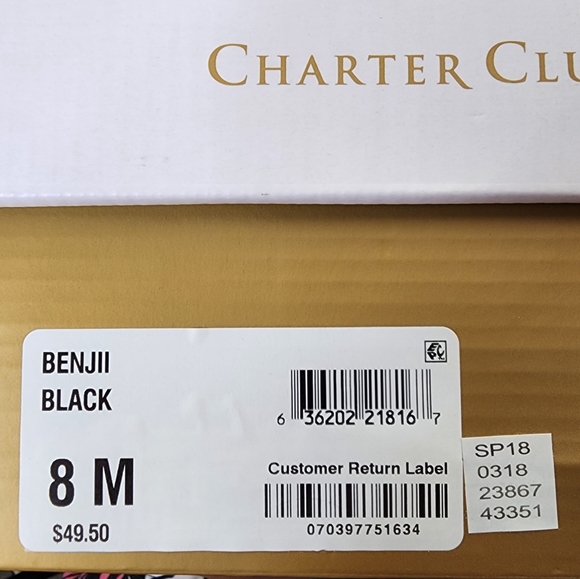 CHARTER CLU
BENJII
BLACK
6 36202 21816 7
8 M
$49.50
Customer Return Label
070397751634
SP18
0318
23867
43351